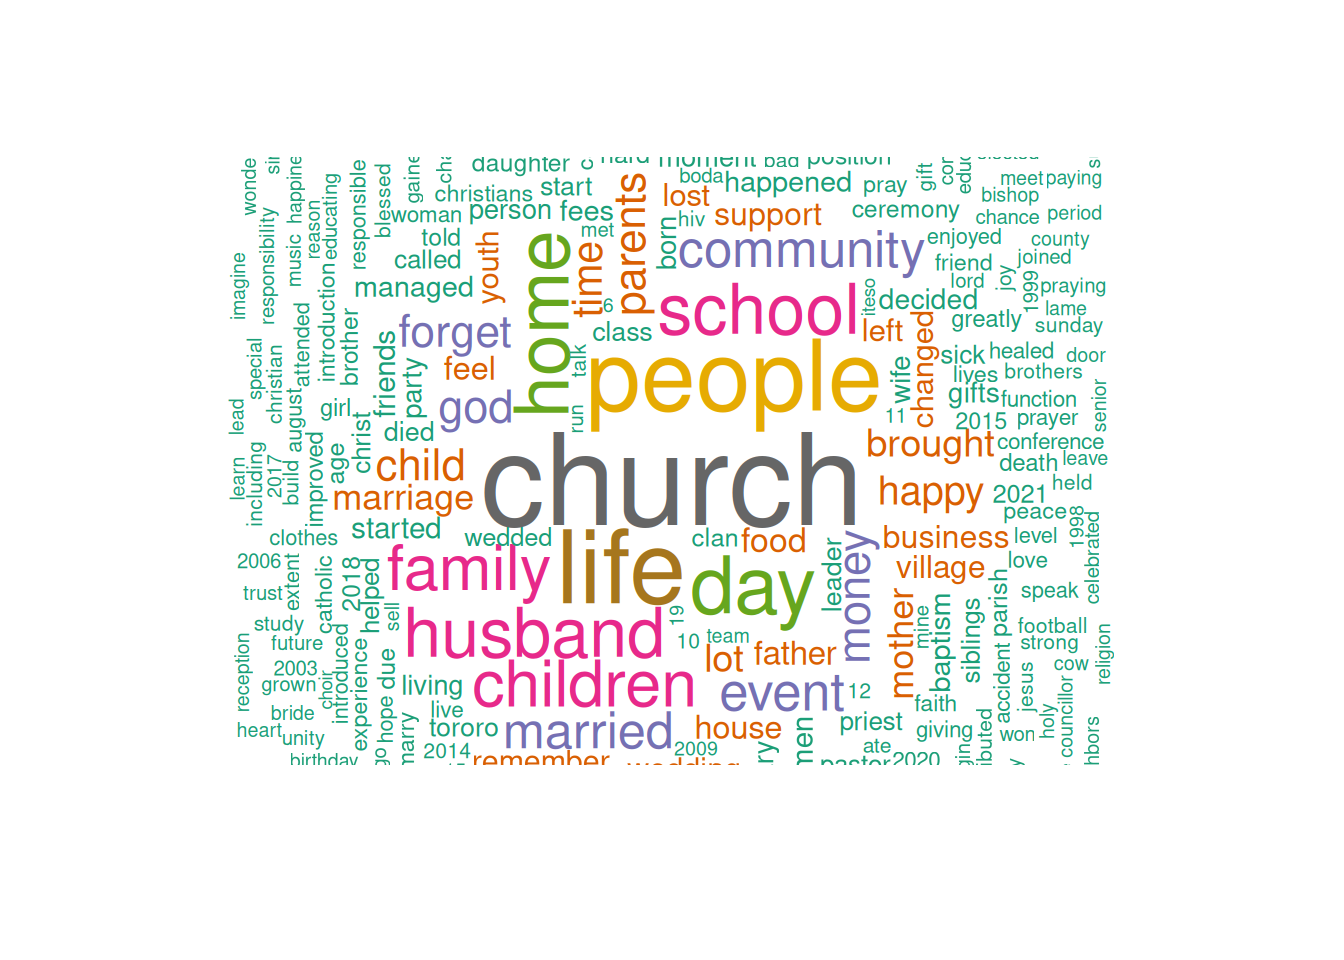 wonde
happine
responsible
blessed
gaine
daughter
hard
moment
bad
position
gift
meet
paying
christians
start
boda
happened
pray
bishop
responsibility
music
reason
educating
woman
person
fees
met
parents
lost
hiv
support
ceremony
chance
period
told
youth
home
time
born
community
enjoyed
county
called
friend
joined
imagine
managed
lord
joy
1999
praying
introduction
6
school
iteso
decided
lame
forget
class
left
greatly
sunday
special
christian
attended
brother
friends
party
feel
talk
people
wife
changed
sick
healed
door
lives
brothers
lead
august
girl
god
run
11
gifts
function
senior
2015
prayer
christ
died
church
brought
conference
learn
including
2017
build
improved
age
child
death
leave
marriage
happy
2021
held
peace
1998
clothes
started
wedded
clan
food
money
business
level
2006
extent
catholic
2018
helped
family
life
day
leader
village
love
celebrated
trust
sell
speak
study
husband
19
mother
mine
baptism
siblings
accident
parish
football
future
10
team
strong
reception
2003
choir
introduced
experience
hope
due
lot
father
cow
religion
grown
living
children
event
12
jesus
bride
live
faith
holy
councillor
heart
unity
marry
tororo
married
house
priest
giving
won
birthday
go
2014
2009
ate
remember
wedding
men
pastor
2020